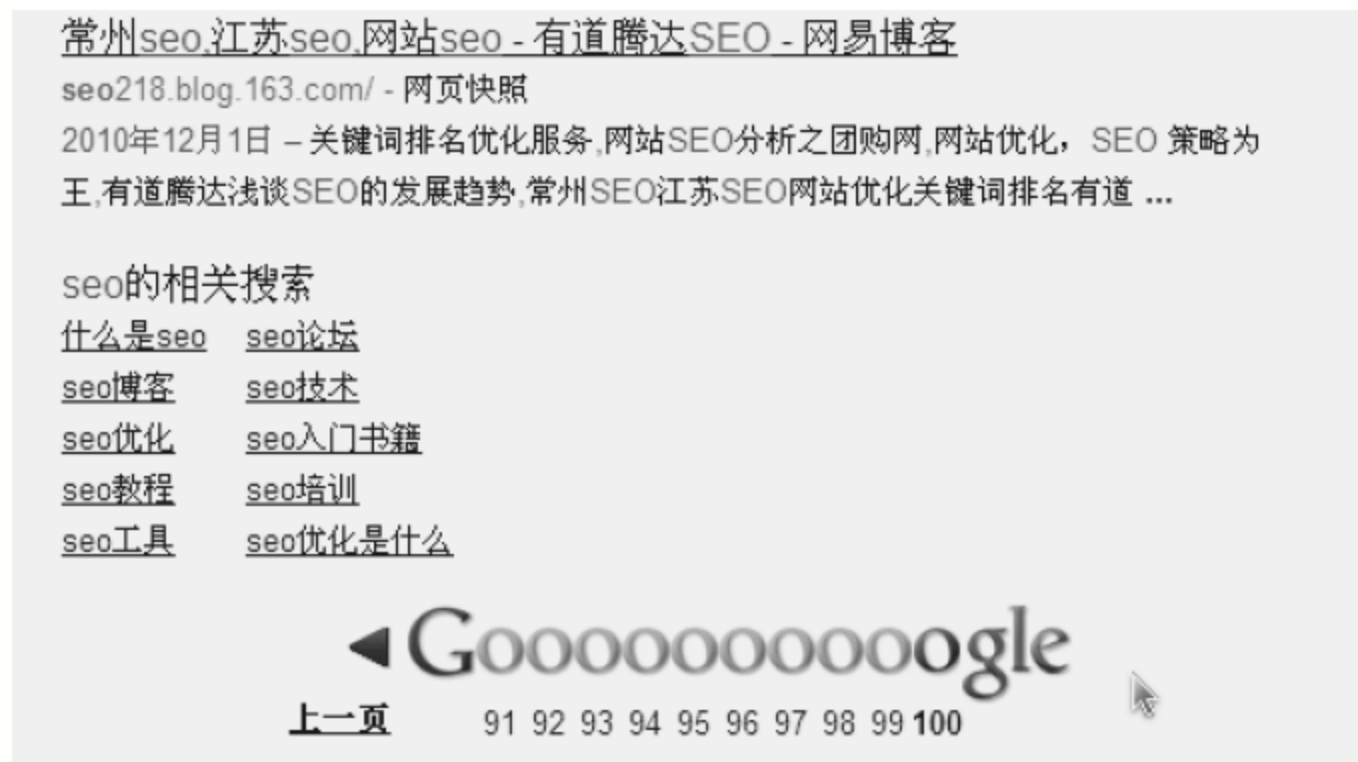 常州seo,江苏seo,网站seo - 有道腾达SEO - 网易博客
seo218.blog.163.com/ - 网页快照
2010年12月1日 – 关键词排名优化服务,网站SEO分析之团购网,网站优化，SEO 策略为
王,有道腾达浅谈SEO的发展趋势,常州SEO江苏SEO网站优化关键词排名有道 ...
seo的相关搜索
什么是seo seo论坛
seo博客 seo技术
seo优化 seo入门书籍
seo教程 seo培训
seo工具 seo优化是什么
Goooooooooogle
上一页 91 92 93 94 95 96 97 98 99 100